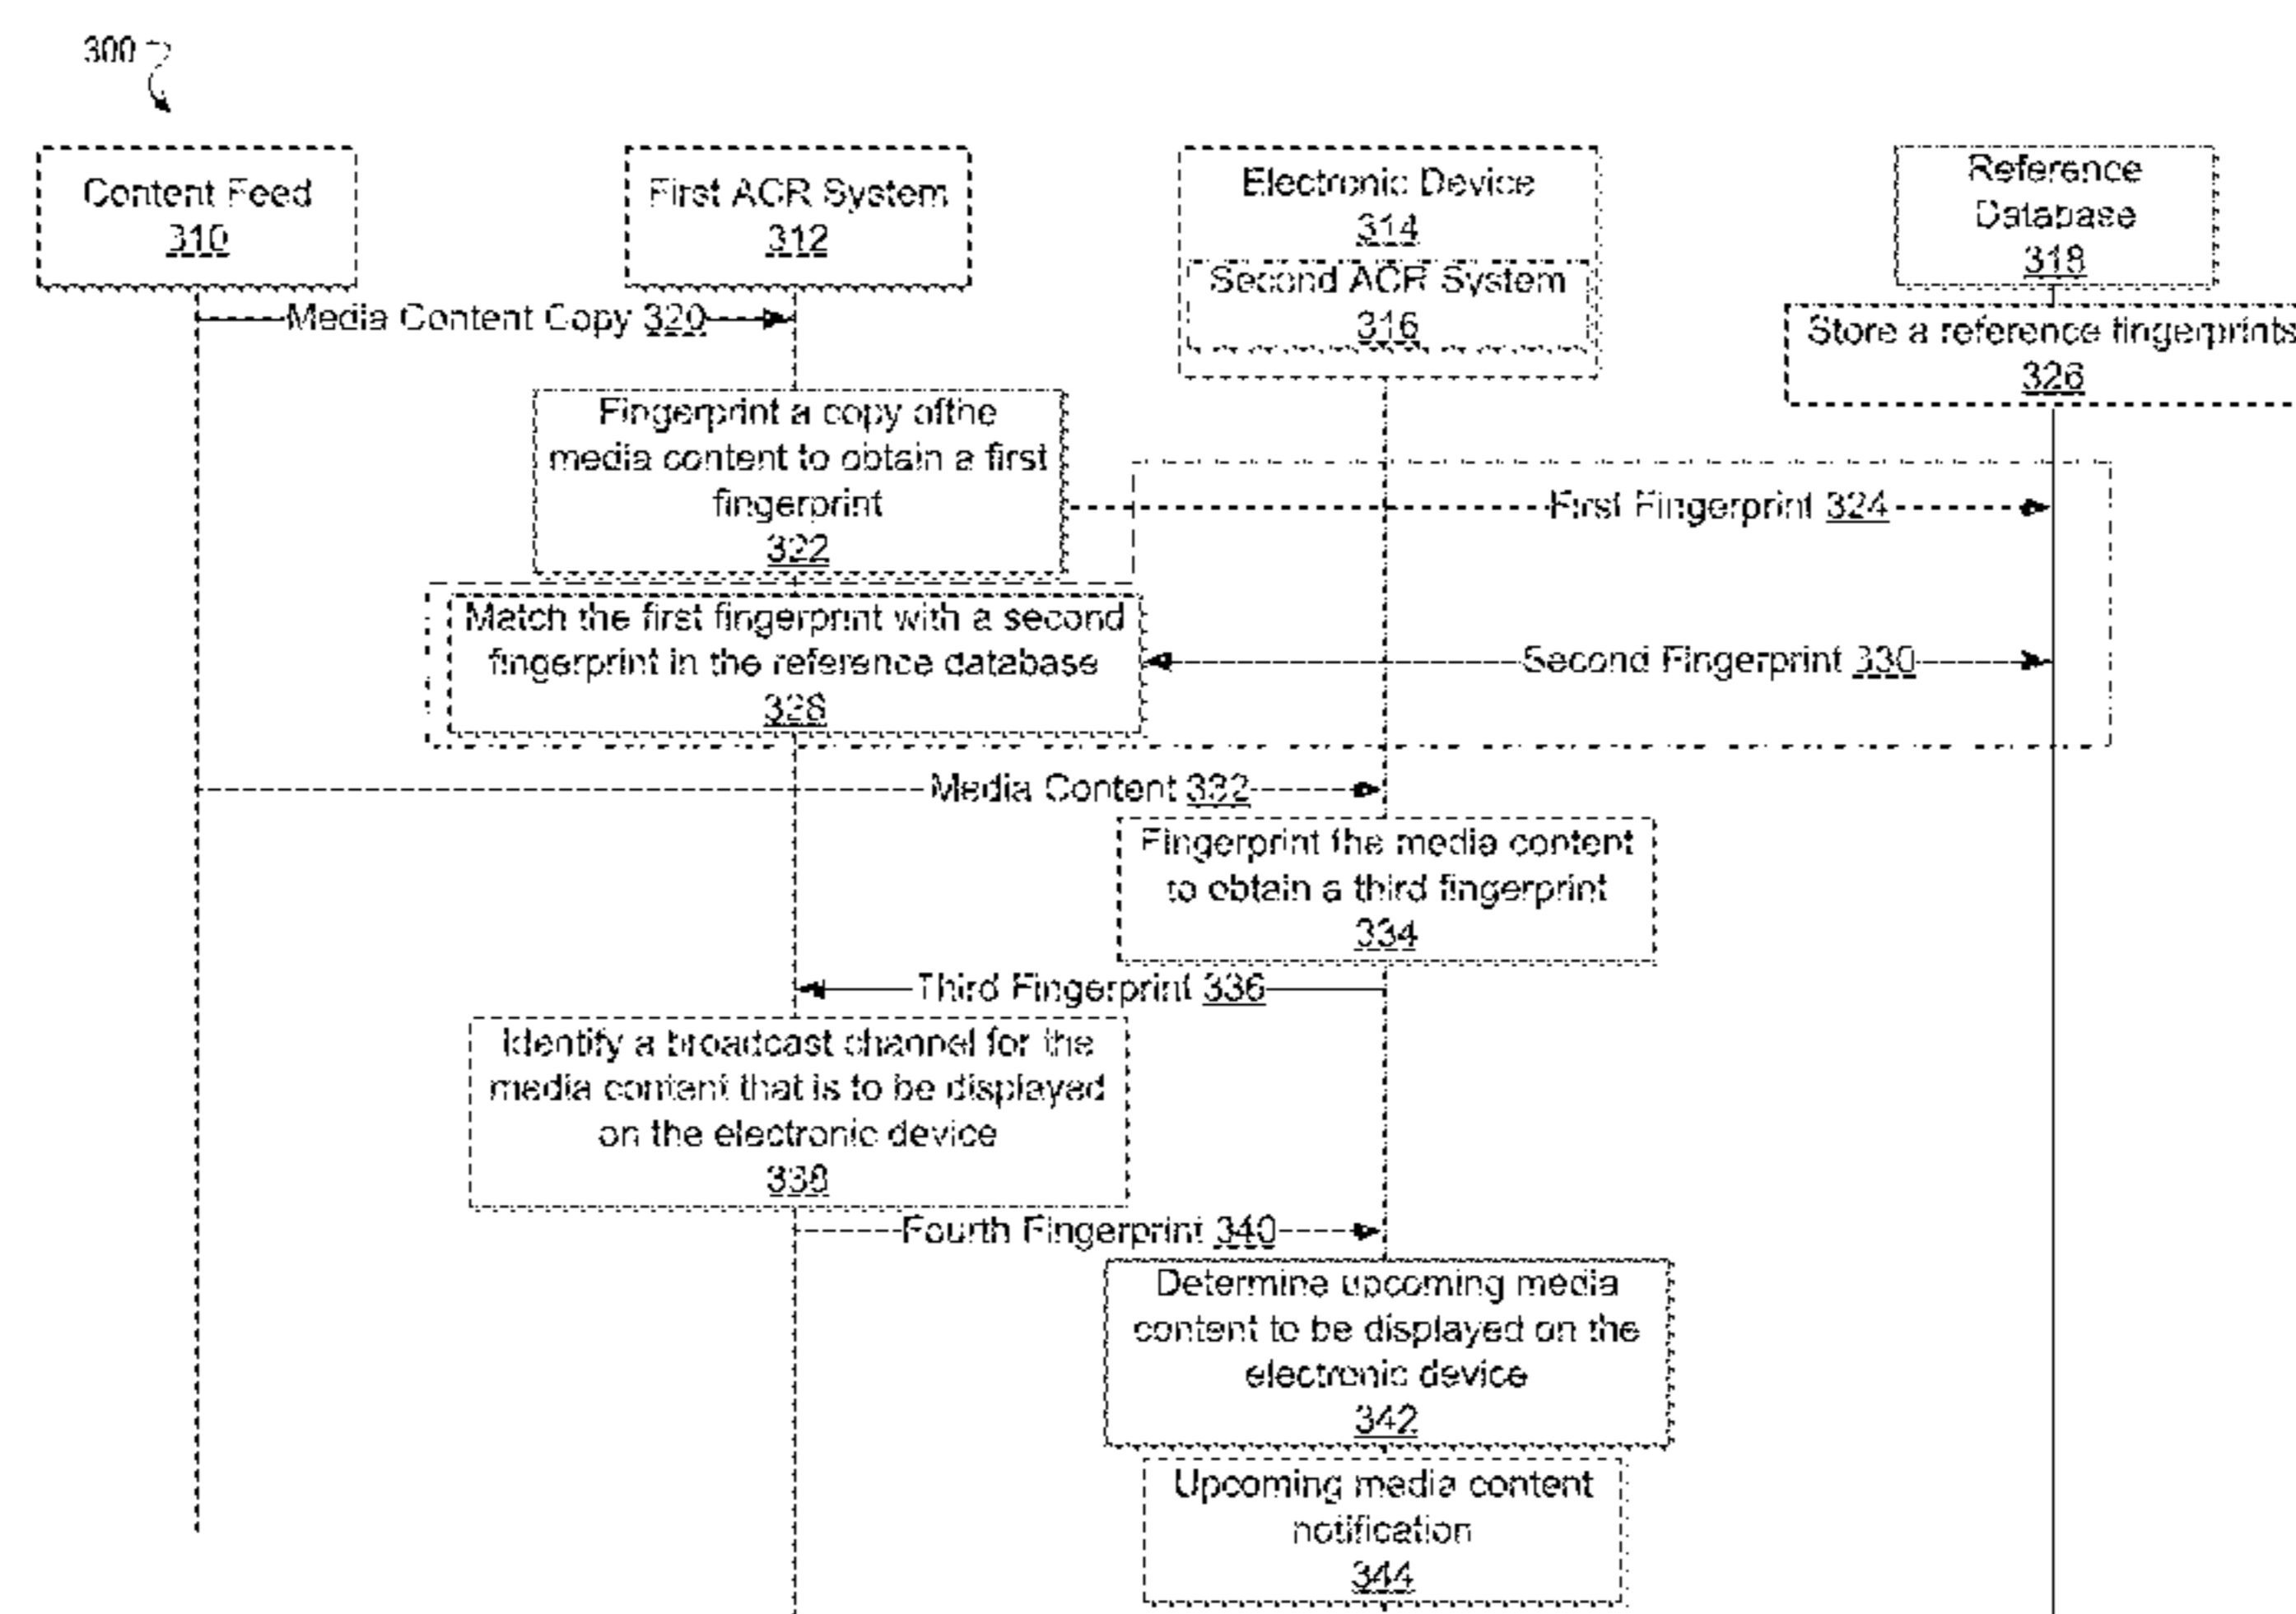 300
Content Feed
310
First ACR System
312
Electronic Device
314
Second ACR System
316
Reference
Database
318
Media Content Copy 320
Store a reference fingerprints
326
Fingerprint a copy ofthe
media content to obtain a first
fingerprint
322
First Fingerprint 324
Match the first fingerprint with a second
fingerprint in the reference database
328
Second Fingerprint 330
Media Content 332
Fingerprint the media content
to obtain a third fingerprint
334
Third Fingerprint 336
Identify a broadcast channel for the
media content that is to be displayed
on the electronic device
338
Fourth Fingerprint 340
Determine upcoming media
content to be displayed on the
electronic device
342
Upcoming media content
notification
344